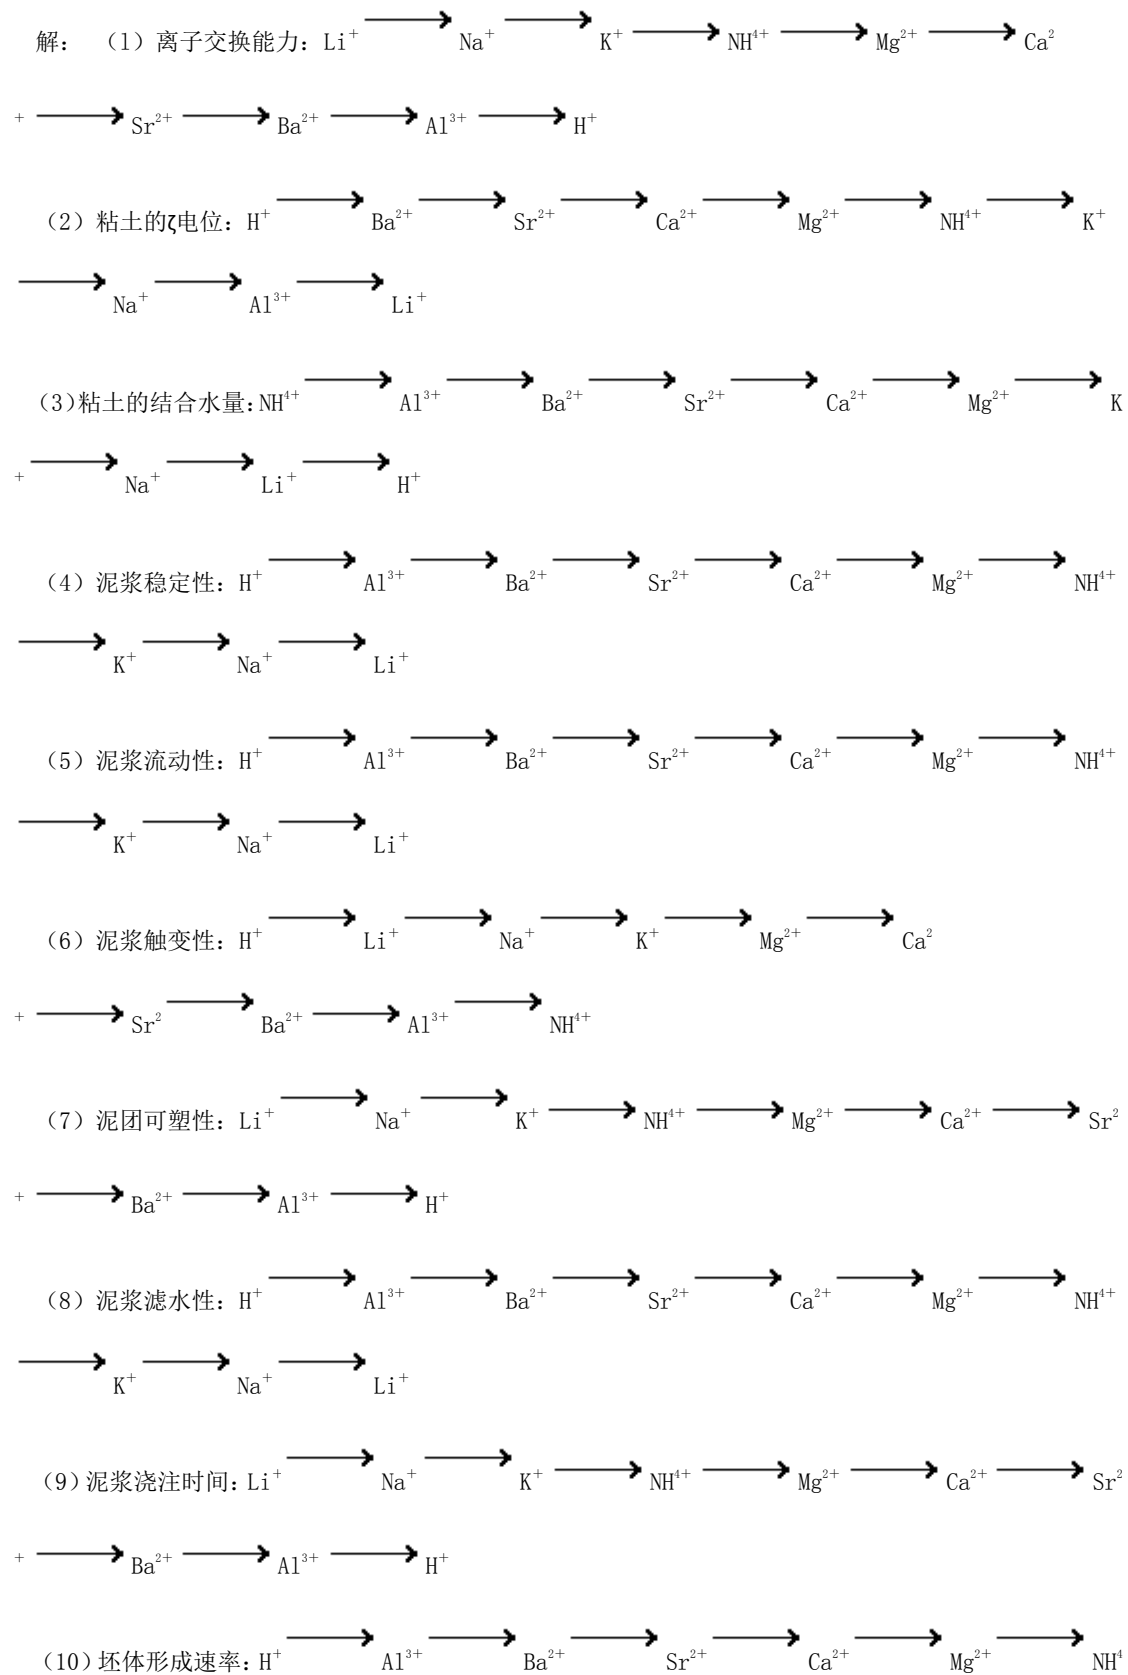 解： （1）离子交换能力：Li⁺ → Na⁺ → K⁺ → NH⁴⁺ → Mg²⁺ → Ca²
⁺ → Sr²⁺ → Ba²⁺ → Al³⁺ → H⁺
（2）粘土的ζ电位：H⁺ → Ba²⁺ → Sr²⁺ → Ca²⁺ → Mg²⁺ → NH⁴⁺ → K⁺
→ Na⁺ → Al³⁺ → Li⁺
（3）粘土的结合水量：NH⁴⁺ → Al³⁺ → Ba²⁺ → Sr²⁺ → Ca²⁺ → Mg²⁺ → K
⁺ → Na⁺ → Li⁺ → H⁺
（4）泥浆稳定性：H⁺ → Al³⁺ → Ba²⁺ → Sr²⁺ → Ca²⁺ → Mg²⁺ → NH⁴⁺
→ K⁺ → Na⁺ → Li⁺
（5）泥浆流动性：H⁺ → Al³⁺ → Ba²⁺ → Sr²⁺ → Ca²⁺ → Mg²⁺ → NH⁴⁺
→ K⁺ → Na⁺ → Li⁺
（6）泥浆触变性：H⁺ → Li⁺ → Na⁺ → K⁺ → Mg²⁺ → Ca²
⁺ → Sr² → Ba²⁺ → Al³⁺ → NH⁴⁺
（7）泥团可塑性：Li⁺ → Na⁺ → K⁺ → NH⁴⁺ → Mg²⁺ → Ca²⁺ → Sr²
⁺ → Ba²⁺ → Al³⁺ → H⁺
（8）泥浆滤水性：H⁺ → Al³⁺ → Ba²⁺ → Sr²⁺ → Ca²⁺ → Mg²⁺ → NH⁴⁺
→ K⁺ → Na⁺ → Li⁺
（9）泥浆浇注时间：Li⁺ → Na⁺ → K⁺ → NH⁴⁺ → Mg²⁺ → Ca²⁺ → Sr²
⁺ → Ba²⁺ → Al³⁺ → H⁺
（10）坯体形成速率：H⁺ → Al³⁺ → Ba²⁺ → Sr²⁺ → Ca²⁺ → Mg²⁺ → NH⁴